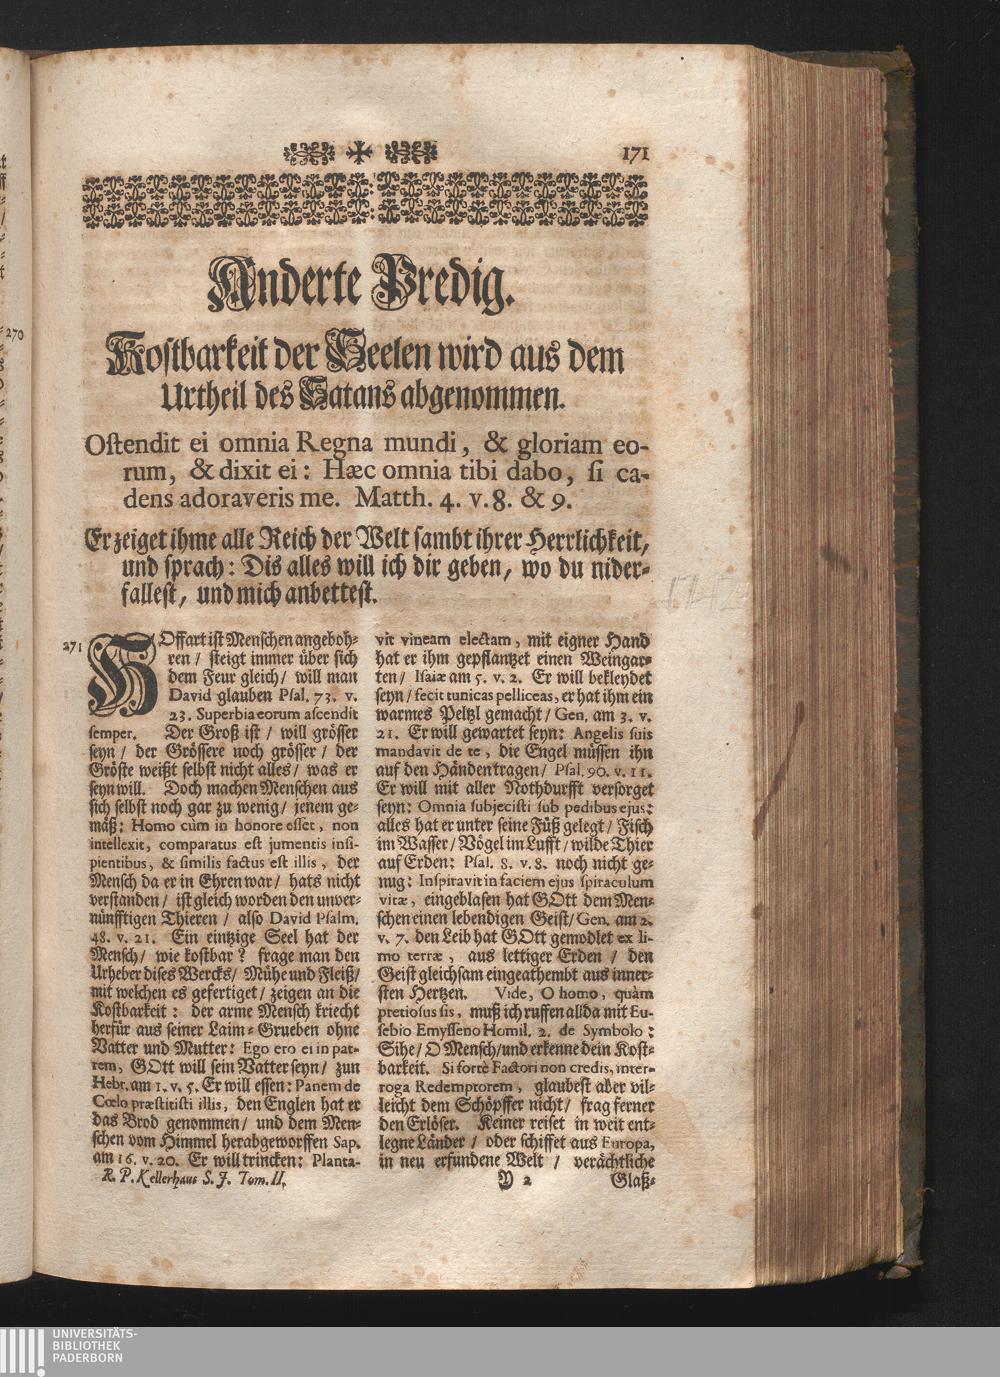 171
Anderte Predig.
Kostbarkeit der Seelen wird aus dem
Urtheil des Satans abgenommen.
Ostendit ei omnia Regna mundi, & gloriam eo-
rum, & dixit ei: Hæc omnia tibi dabo, si ca-
dens adoraveris me. Matth. 4. v. 8. & 9.
Er zeiget ihme alle Reich der Welt sambt ihrer Herrlichkeit,
und sprach: Dis alles will ich dir geben, wo du nider-
fallest, und mich anbettest.
271
HOffart ist Menschen angeboh-
ren / steigt immer über sich
dem Feur gleich / will man
David glauben Psal. 73. v.
23. Superbia eorum ascendit
semper. Der Groß ist / will grösser
seyn / der Grössere noch grösser / der
Gröste weißt selbst nicht alles / was er
seyn will. Doch machen Menschen aus
sich selbst noch gar zu wenig / jenem ge-
mäß: Homo cùm in honore esset, non
intellexit, comparatus est jumentis insi-
pientibus, & similis factus est illis, der
Mensch da er in Ehren war / hats nicht
verstanden / ist gleich worden den unver-
nünfftigen Thieren / also David Psalm.
48. v. 21. Ein eintzige Seel hat der
Mensch / wie kostbar? frage man den
Urheber dises Wercks / Mühe und Fleiß /
mit welchen es gefertiget / zeigen an die
Kostbarkeit: der arme Mensch kriecht
herfür aus seiner Laim-Grueben ohne
Vatter und Mutter: Ego ero ei in pat-
rem, GOtt will sein Vatter seyn / zun
Hebr. am 1. v. 5. Er will essen: Panem de
Cœlo præstitisti illis, den Englen hat er
das Brod genommen / und dem Men-
schen vom Himmel herabgeworffen Sap.
am 16. v. 20. Er will trincken: Planta-
R. P. Kellerhaus S. J. Tom. II.
vit vineam electam, mit eigner Hand
hat er ihm gepflantzet einen Weingar-
ten / Isaiæ am 5. v. 2. Er will bekleydet
seyn / fecit tunicas pelliceas, er hat ihm ein
warmes Peltzl gemacht / Gen. am 3. v.
21. Er will gewartet seyn: Angelis suis
mandavit de te, die Engel müssen ihn
auf den Händen tragen / Psal. 90. v. 11.
Er will mit aller Nothdurfft versorget
seyn: Omnia subjecisti sub pedibus ejus:
alles hat er unter seine Füß gelegt / Fisch
im Wasser / Vögel im Lufft / wilde Thier
auf Erden: Psal. 8. v. 8. noch nicht ge-
nug: Inspiravit in faciem ejus spiraculum
vitæ, eingeblasen hat GOtt dem Men-
schen einen lebendigen Geist / Gen. am 2.
v. 7. den Leib hat GOtt gemodlet ex li-
mo terræ, aus lettiger Erden / den
Geist gleichsam eingeathembt aus inner-
sten Hertzen. Vide, O homo, quàm
pretiosus sis, muß ich ruffen allda mit Eu-
sebio Emysseno Homil. 2. de Symbolo:
Sihe / O Mensch / und erkenne dein Kost-
barkeit. Si fortè Factori non credis, inter-
roga Redemptorem, glaubest aber vil-
leicht dem Schöpffer nicht / frag ferner
den Erlöser. Keiner reiset in weit ent-
legne Länder / oder schiffet aus Europa,
in neu erfundene Welt / verächtliche
Y 2
Glaß-
270
UNIVERSITÄTS-
BIBLIOTHEK
PADERBORN